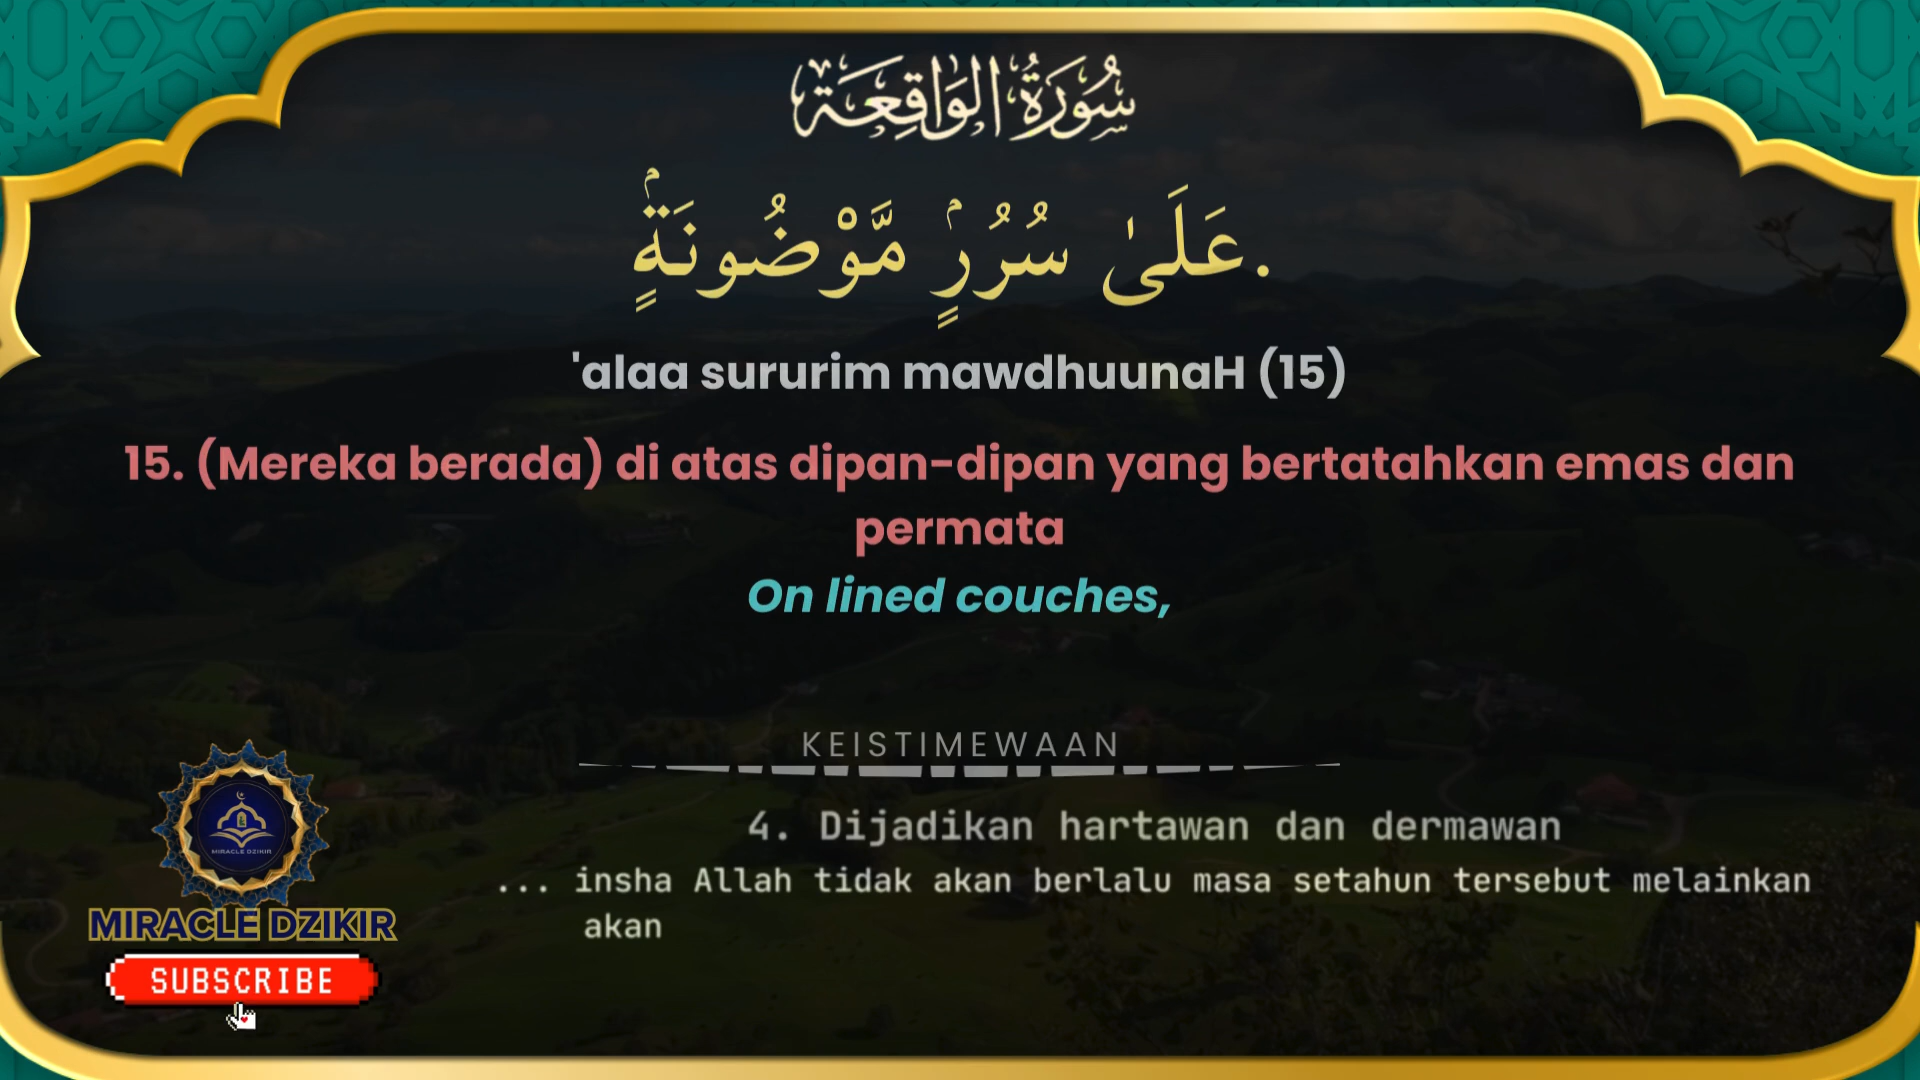 سُورَةُ الوَاقِعَة
عَلَىٰ سُرُرٍۢ مَّوْضُونَةٍۢ.
'alaa sururim mawdhuunaH (15)
15. (Mereka berada) di atas dipan-dipan yang bertatahkan emas dan
permata
On lined couches,
KEISTIMEWAAN
4. Dijadikan hartawan dan dermawan
... insha Allah tidak akan berlalu masa setahun tersebut melainkan
akan
MIRACLE DZIKIR
MIRACLE DZIKIR
SUBSCRIBE